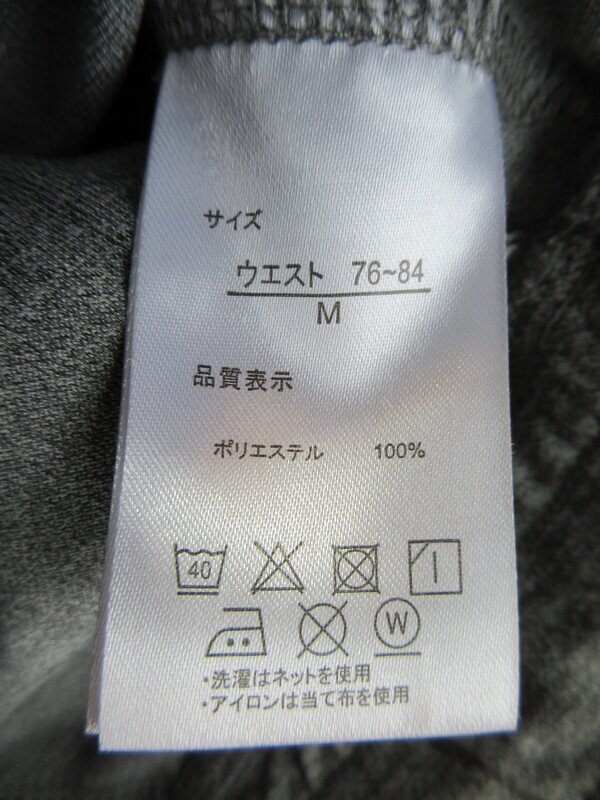 サイズ
ウエスト 76~84
M
品質表示
ポリエステル 100%
40
W
・洗濯はネットを使用
・アイロンは当て布を使用